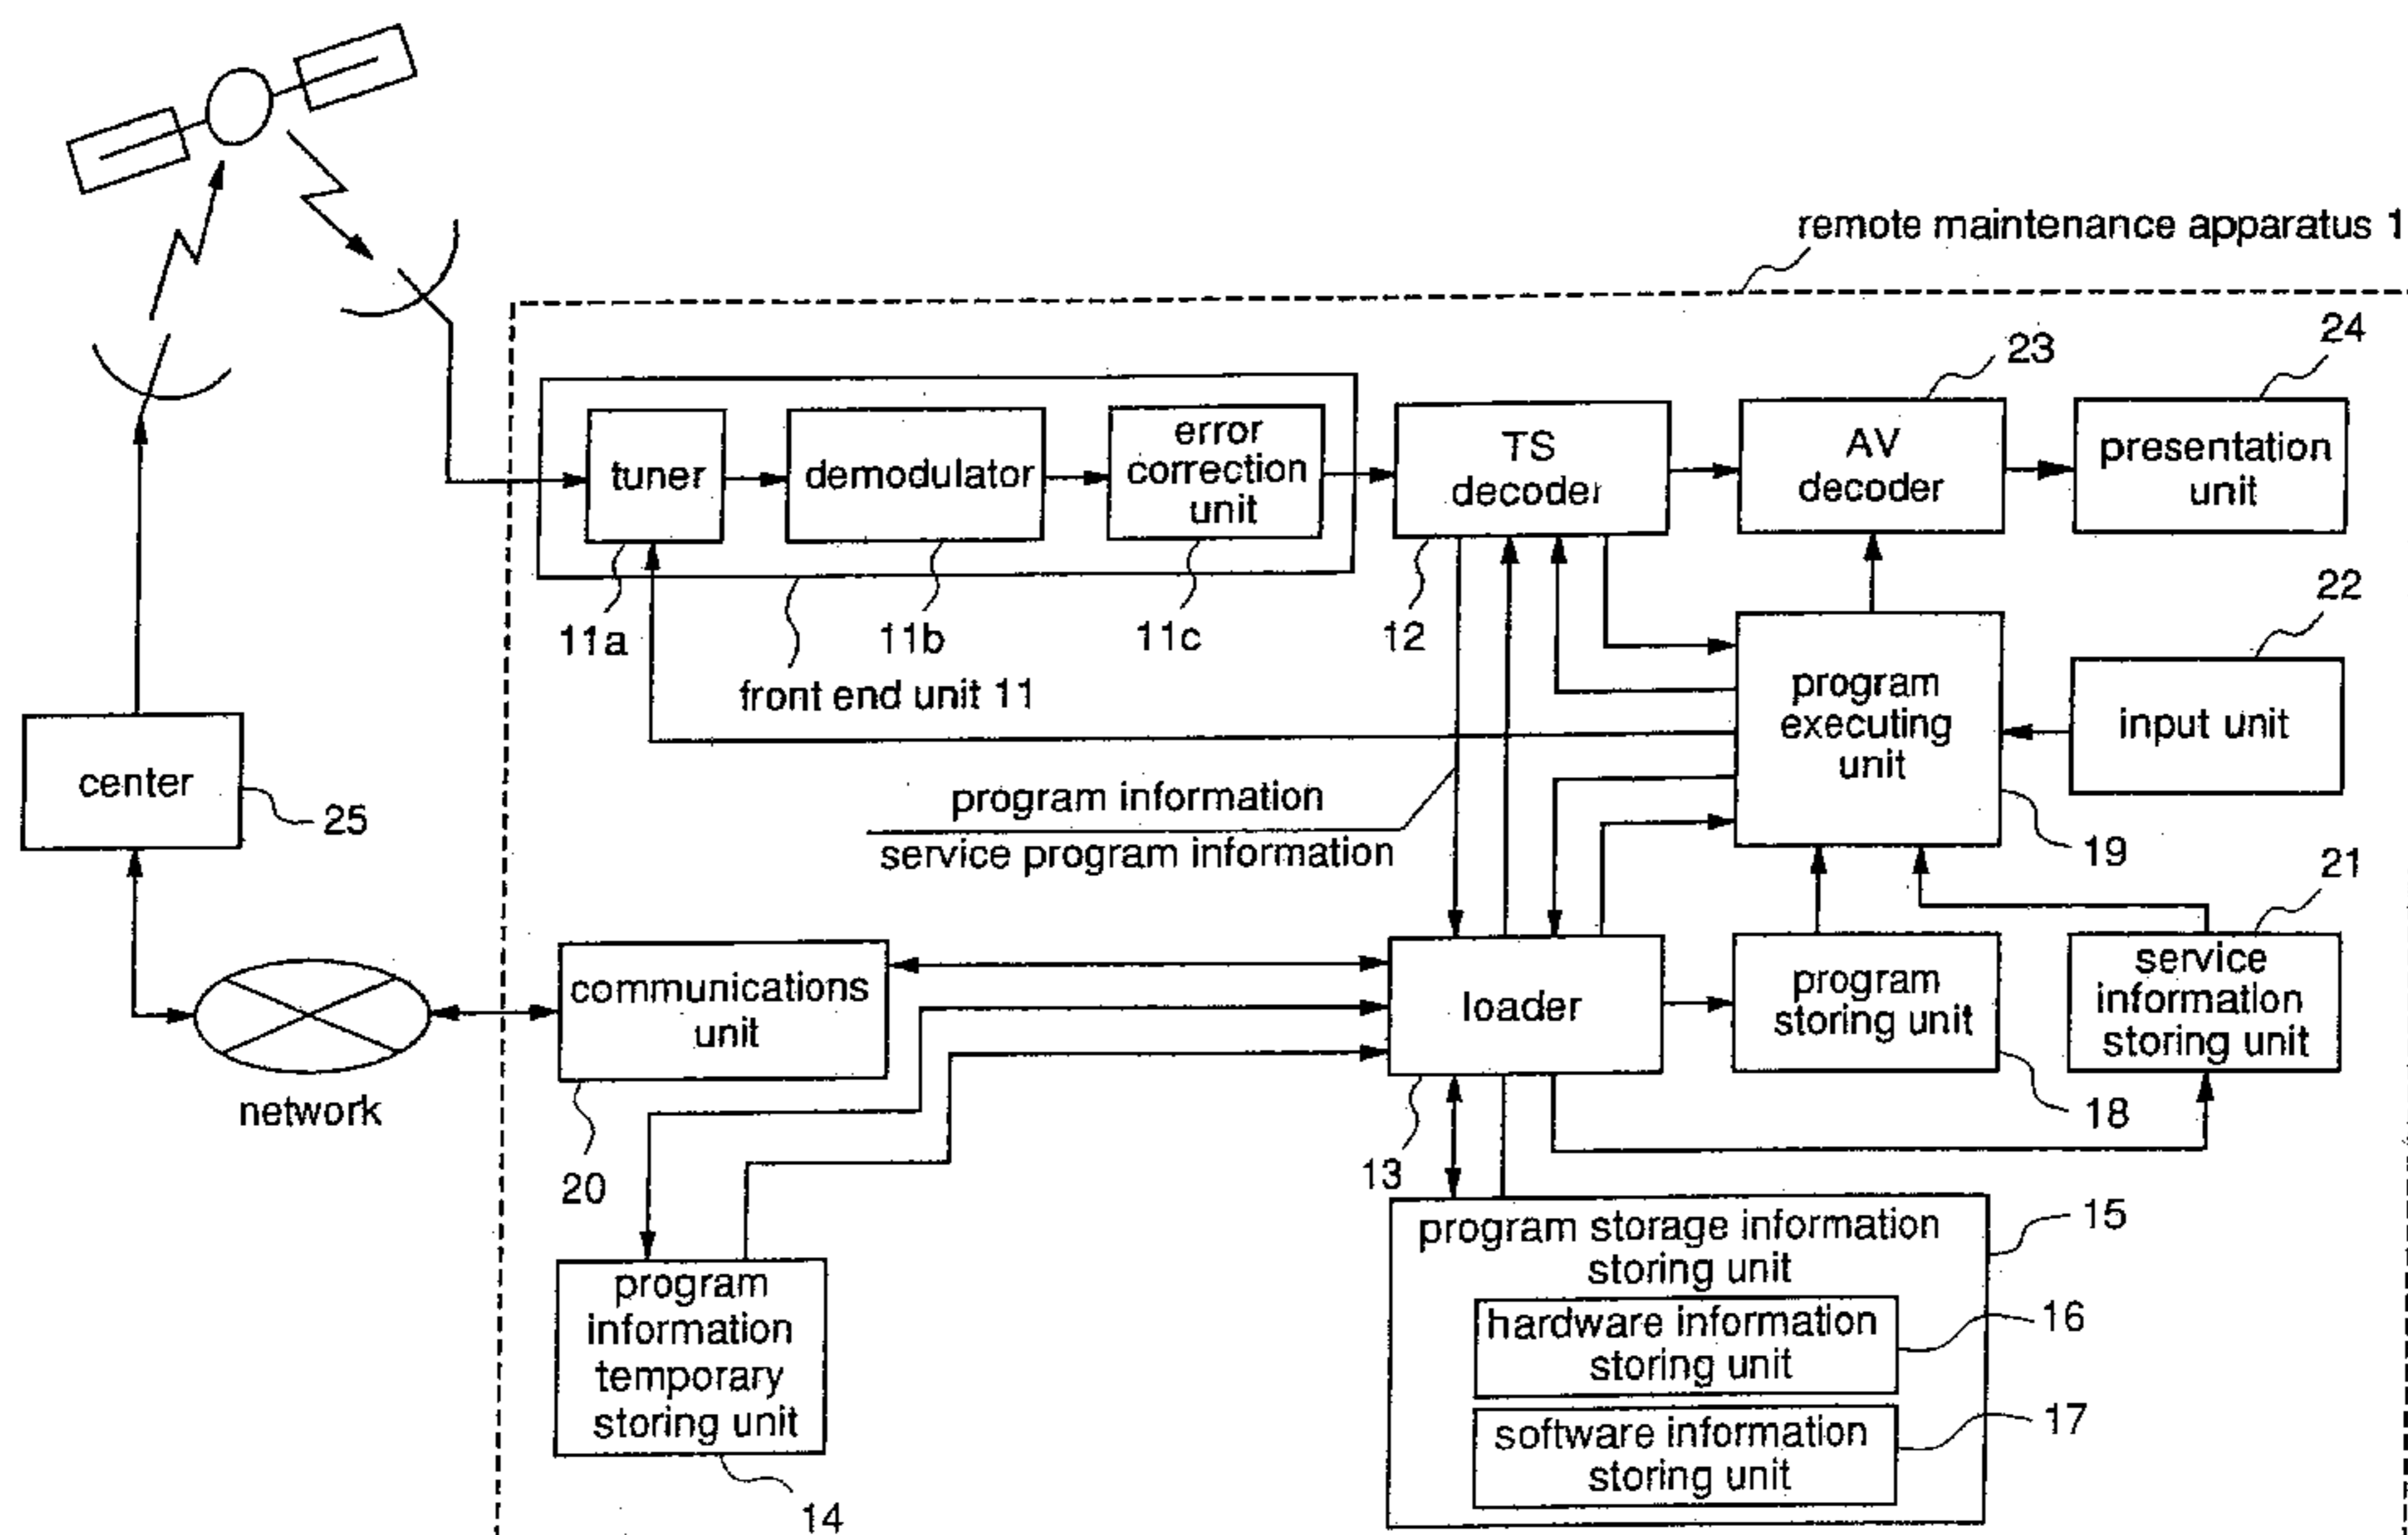 remote maintenance apparatus 1
24
23
tuner
demodulator
error
correction
unit
TS
decoder
AV
decoder
presentation
unit
22
11a
11b
11c
12
front end unit 11
program
executing
unit
input unit
center
25
program information
service program information
19
21
communications
unit
loader
program
storing unit
service
information
storing unit
network
20
13
18
program storage information
storing unit
15
program
information
temporary
storing unit
hardware information
storing unit
16
software information
storing unit
17
14